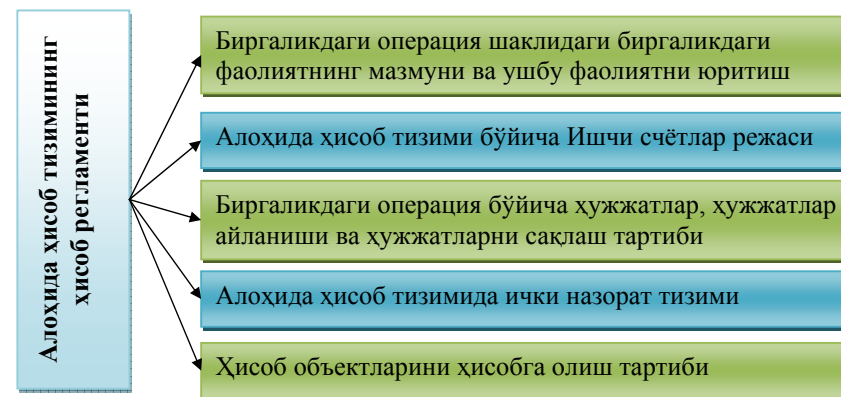 Алоҳида ҳисоб тизимининг
ҳисоб регламенти
Биргаликдаги операция шаклидаги биргаликдаги
фаолиятнинг мазмуни ва ушбу фаолиятни юритиш
Алоҳида ҳисоб тизими бўйича Ишчи счётлар режаси
Биргаликдаги операция бўйича ҳужжатлар, ҳужжатлар
айланиши ва ҳужжатларни сақлаш тартиби
Алоҳида ҳисоб тизимида ички назорат тизими
Ҳисоб объектларини ҳисобга олиш тартиби